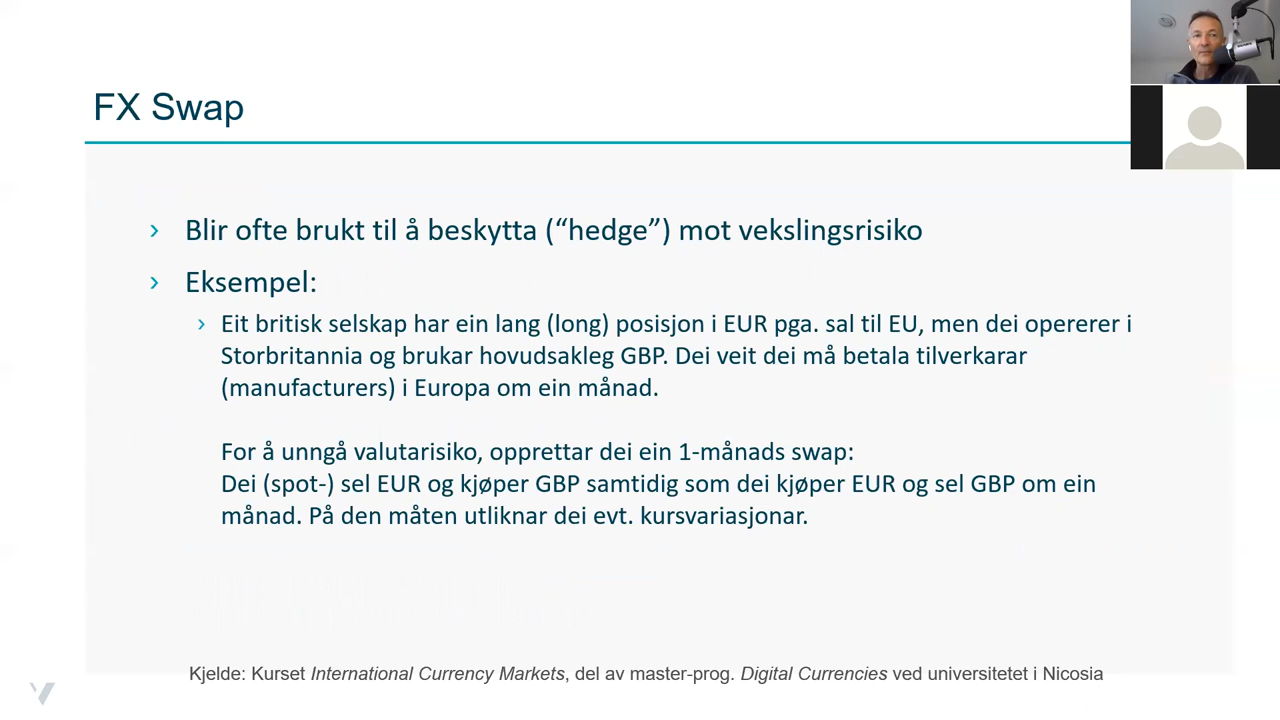 FX Swap
› Blir ofte brukt til å beskytta (“hedge”) mot vekslingsrisiko
› Eksempel:
› Eit britisk selskap har ein lang (long) posisjon i EUR pga. sal til EU, men dei opererer i
Storbritannia og brukar hovudsakleg GBP. Dei veit dei må betala tilverkarar
(manufacturers) i Europa om ein månad.
For å unngå valutarisiko, opprettar dei ein 1-månads swap:
Dei (spot-) sel EUR og kjøper GBP samtidig som dei kjøper EUR og sel GBP om ein
månad. På den måten utliknar dei evt. kursvariasjonar.
Kjelde: Kurset International Currency Markets, del av master-prog. Digital Currencies ved universitetet i Nicosia